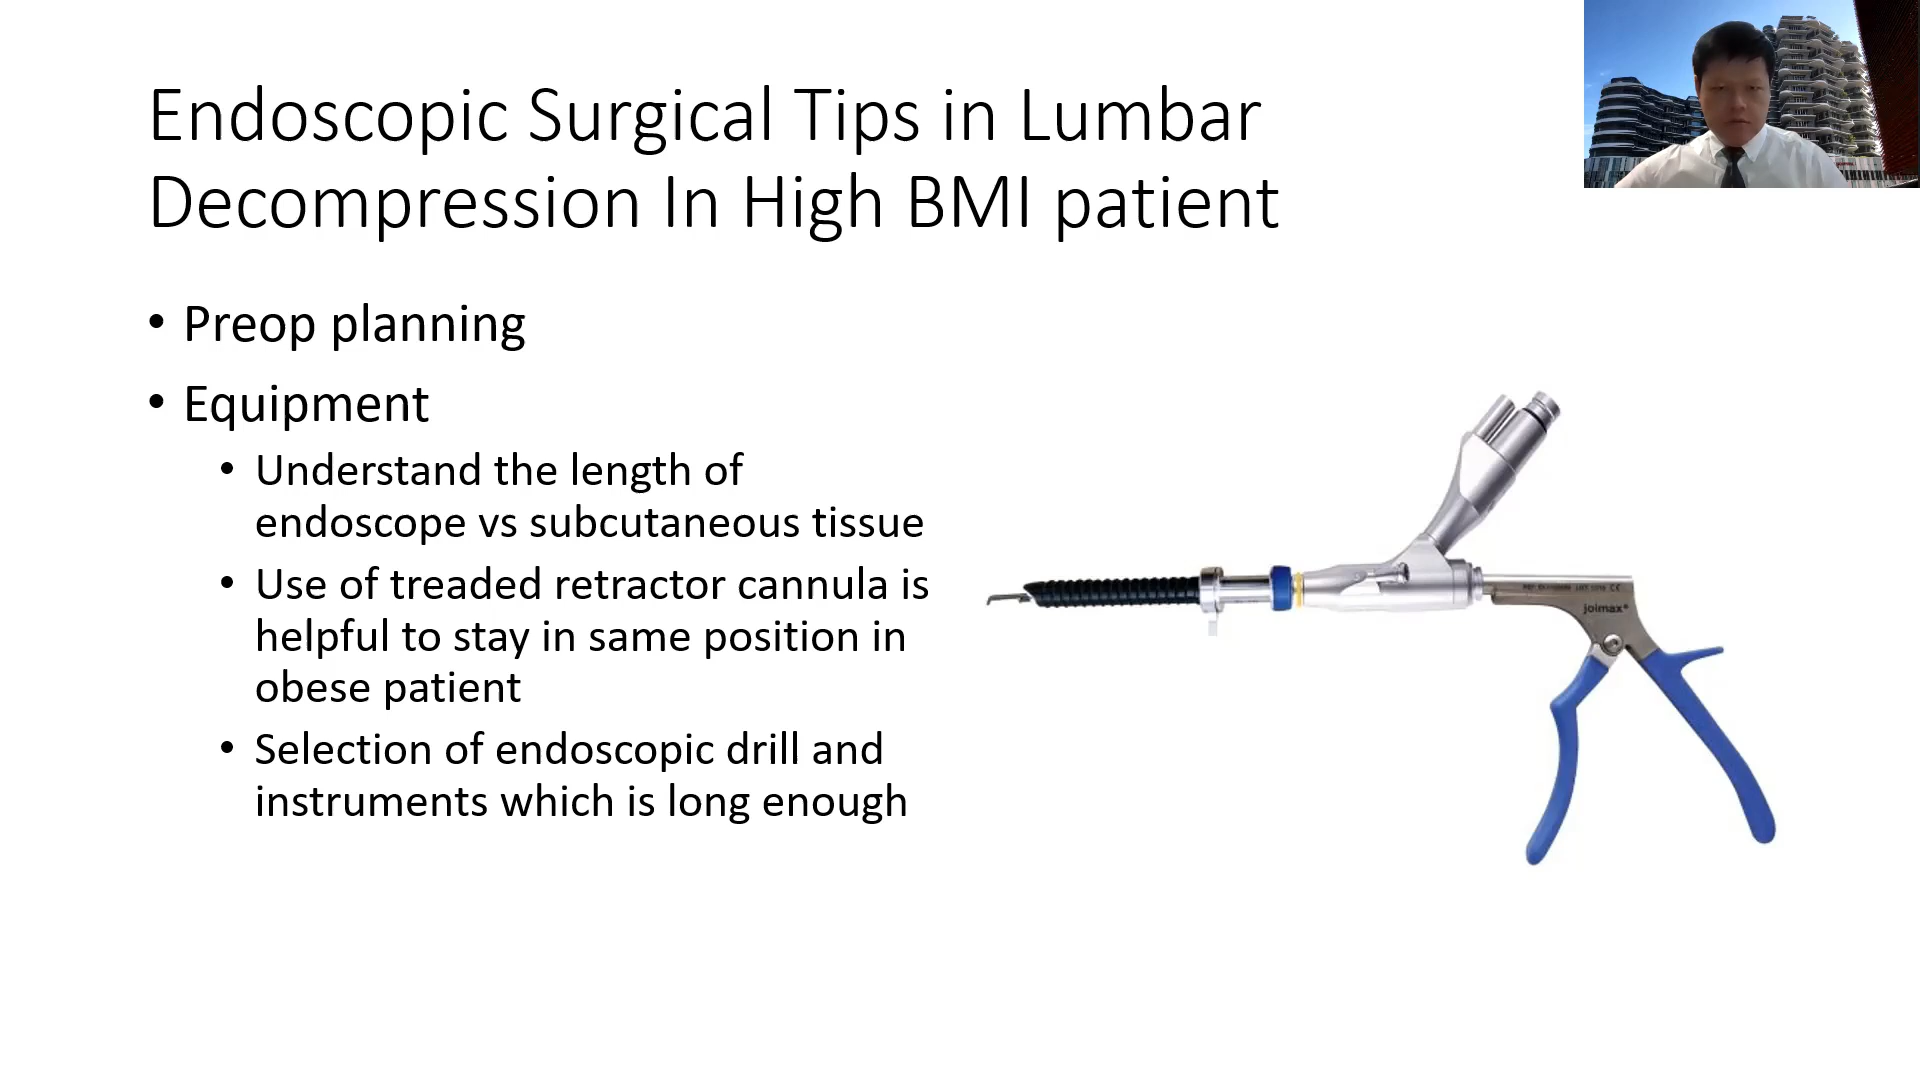 Endoscopic Surgical Tips in Lumbar
Decompression In High BMI patient
• Preop planning
• Equipment
• Understand the length of
endoscope vs subcutaneous tissue
• Use of treaded retractor cannula is
helpful to stay in same position in
obese patient
• Selection of endoscopic drill and
instruments which is long enough
joimax®